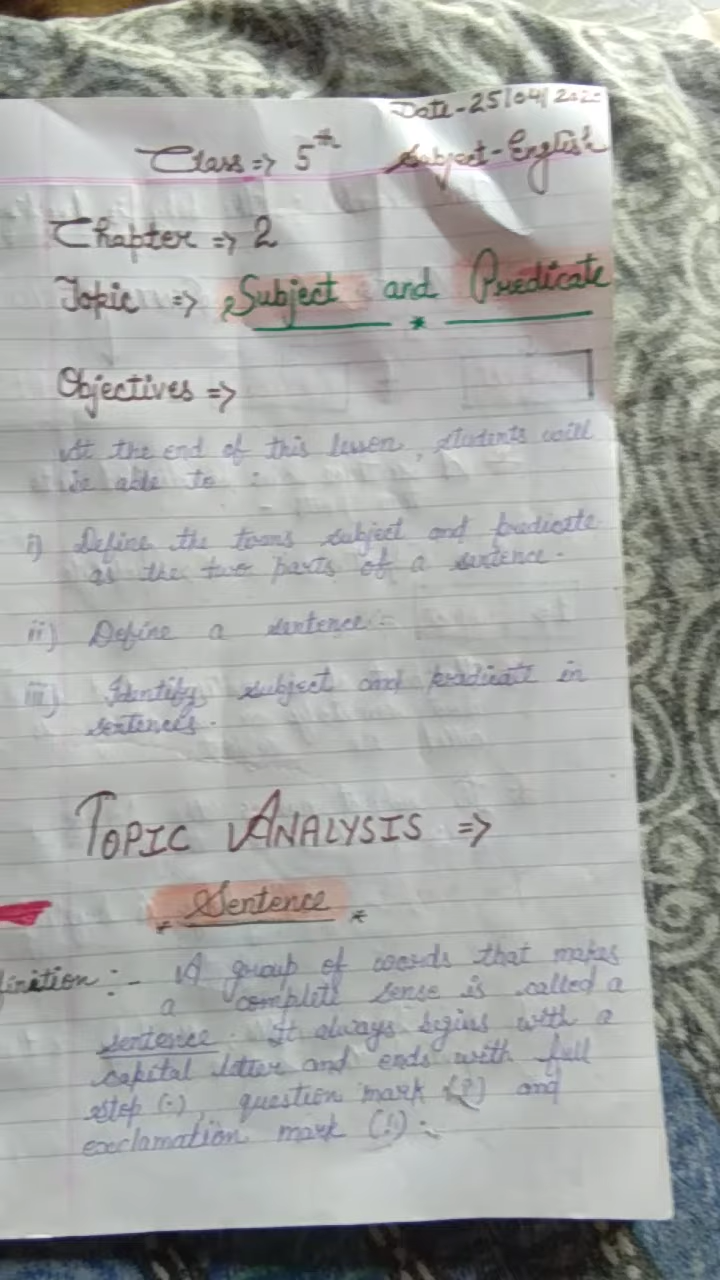 Date-25/04/202
Class => 5th Subject-English
Chapter => 2
Topic => Subject and Predicate
Objectives =>
At the end of this lesson, students will
be able to :
i) Define the terms subject and predicate
as the two parts of a sentence.
ii) Define a sentence.
iii) Identify subject and predicate in
sentences.
TOPIC ANALYSIS =>
* Sentence *
finition :- A group of words that makes
a complete sense is called a
sentence. It always begins with a
capital letter and ends with full
stop (.), question mark (?) and
exclamation mark (!).